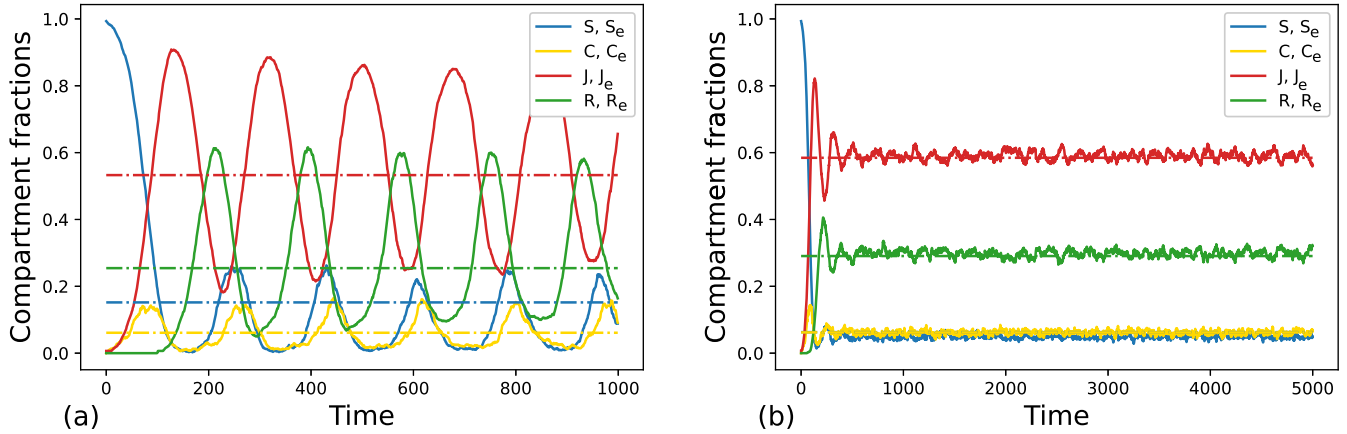 Compartment fractions
1.0
0.8
0.6
0.4
0.2
0.0
S, Se
C, Ce
J, Je
R, Re
0 200 400 600 800 1000
(a) Time
Compartment fractions
1.0
0.8
0.6
0.4
0.2
0.0
S, Se
C, Ce
J, Je
R, Re
0 1000 2000 3000 4000 5000
(b) Time